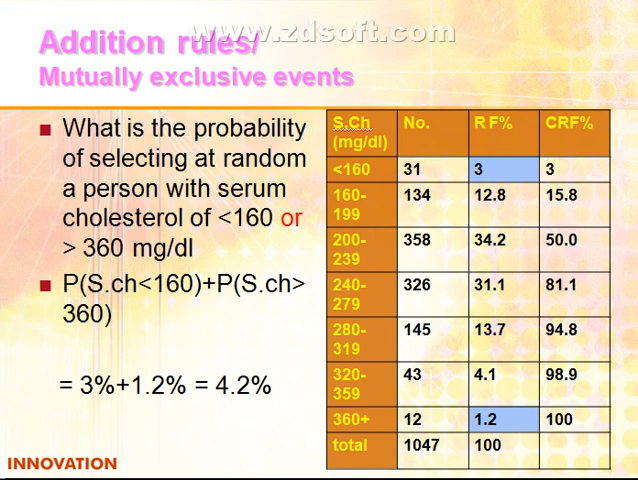 www.zdsoft.com
Addition rules/
Mutually exclusive events
What is the probability
of selecting at random
a person with serum
cholesterol of <160 or
> 360 mg/dl
P(S.ch<160)+P(S.ch>
360)
= 3%+1.2% = 4.2%
S.Ch (mg/dl) No. R F% CRF%
<160 31 3 3
160-199 134 12.8 15.8
200-239 358 34.2 50.0
240-279 326 31.1 81.1
280-319 145 13.7 94.8
320-359 43 4.1 98.9
360+ 12 1.2 100
total 1047 100
INNOVATION